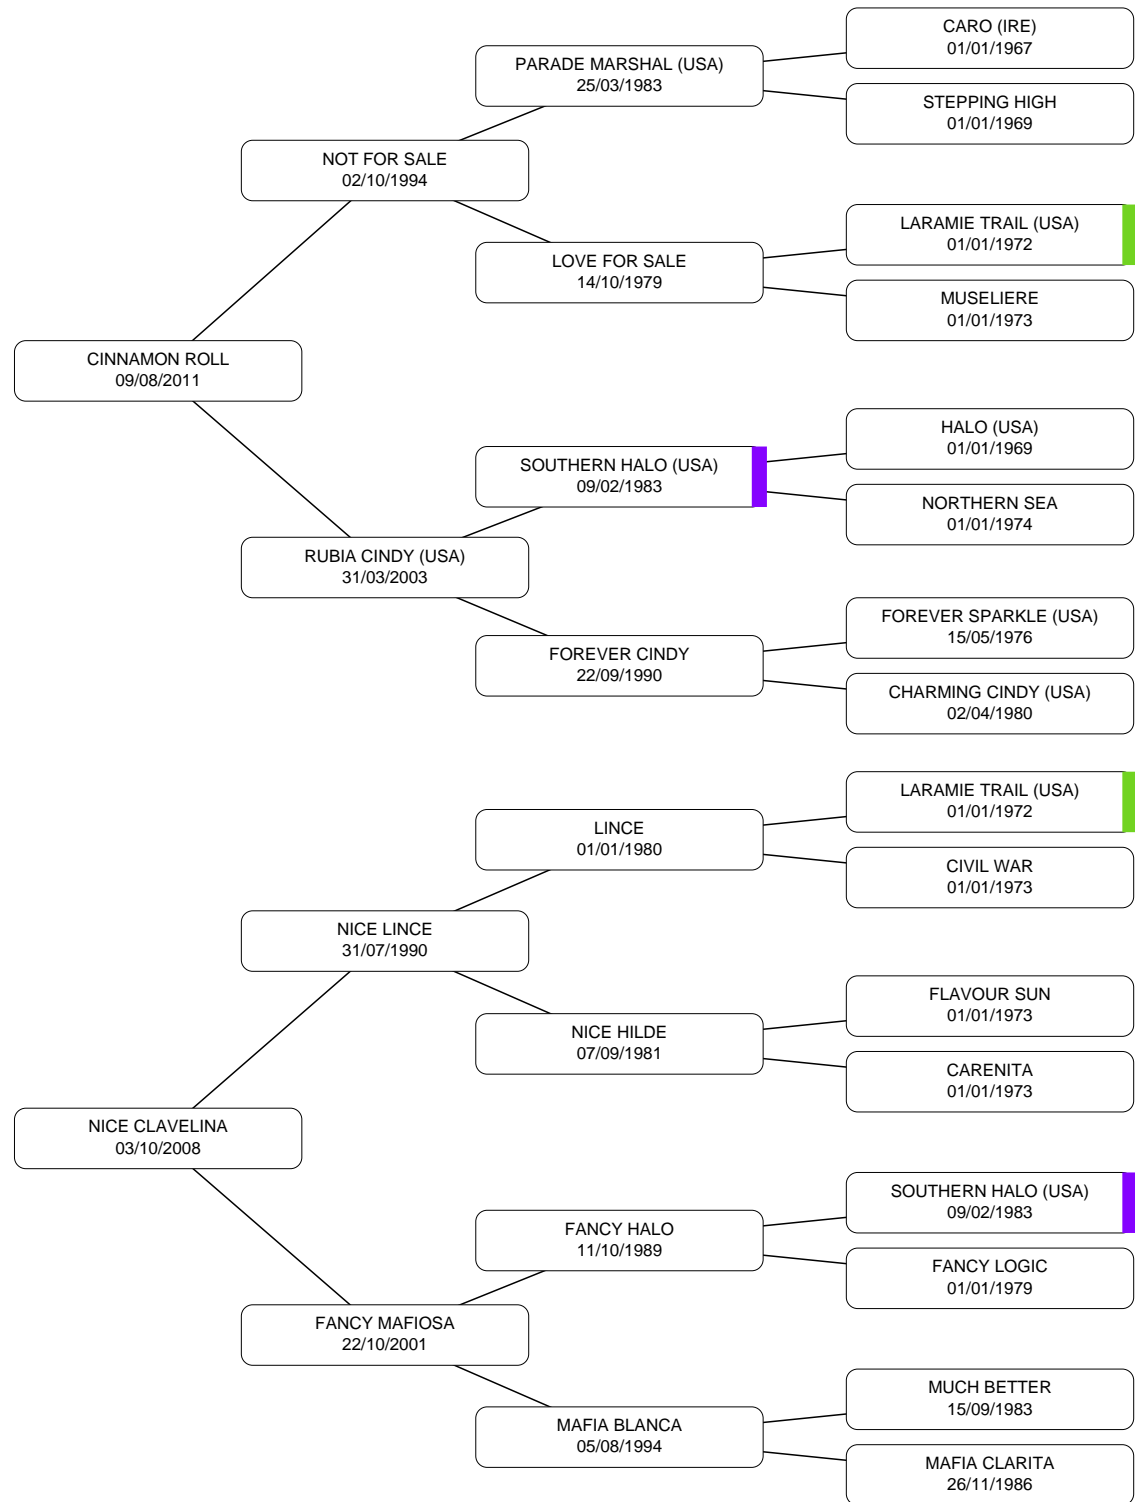 CARO (IRE)
01/01/1967
PARADE MARSHAL (USA)
25/03/1983
STEPPING HIGH
01/01/1969
NOT FOR SALE
02/10/1994
LARAMIE TRAIL (USA)
01/01/1972
LOVE FOR SALE
14/10/1979
MUSELIERE
01/01/1973
CINNAMON ROLL
09/08/2011
HALO (USA)
01/01/1969
SOUTHERN HALO (USA)
09/02/1983
NORTHERN SEA
01/01/1974
RUBIA CINDY (USA)
31/03/2003
FOREVER SPARKLE (USA)
15/05/1976
FOREVER CINDY
22/09/1990
CHARMING CINDY (USA)
02/04/1980
LARAMIE TRAIL (USA)
01/01/1972
LINCE
01/01/1980
CIVIL WAR
01/01/1973
NICE LINCE
31/07/1990
FLAVOUR SUN
01/01/1973
NICE HILDE
07/09/1981
CARENITA
01/01/1973
NICE CLAVELINA
03/10/2008
SOUTHERN HALO (USA)
09/02/1983
FANCY HALO
11/10/1989
FANCY LOGIC
01/01/1979
FANCY MAFIOSA
22/10/2001
MUCH BETTER
15/09/1983
MAFIA BLANCA
05/08/1994
MAFIA CLARITA
26/11/1986